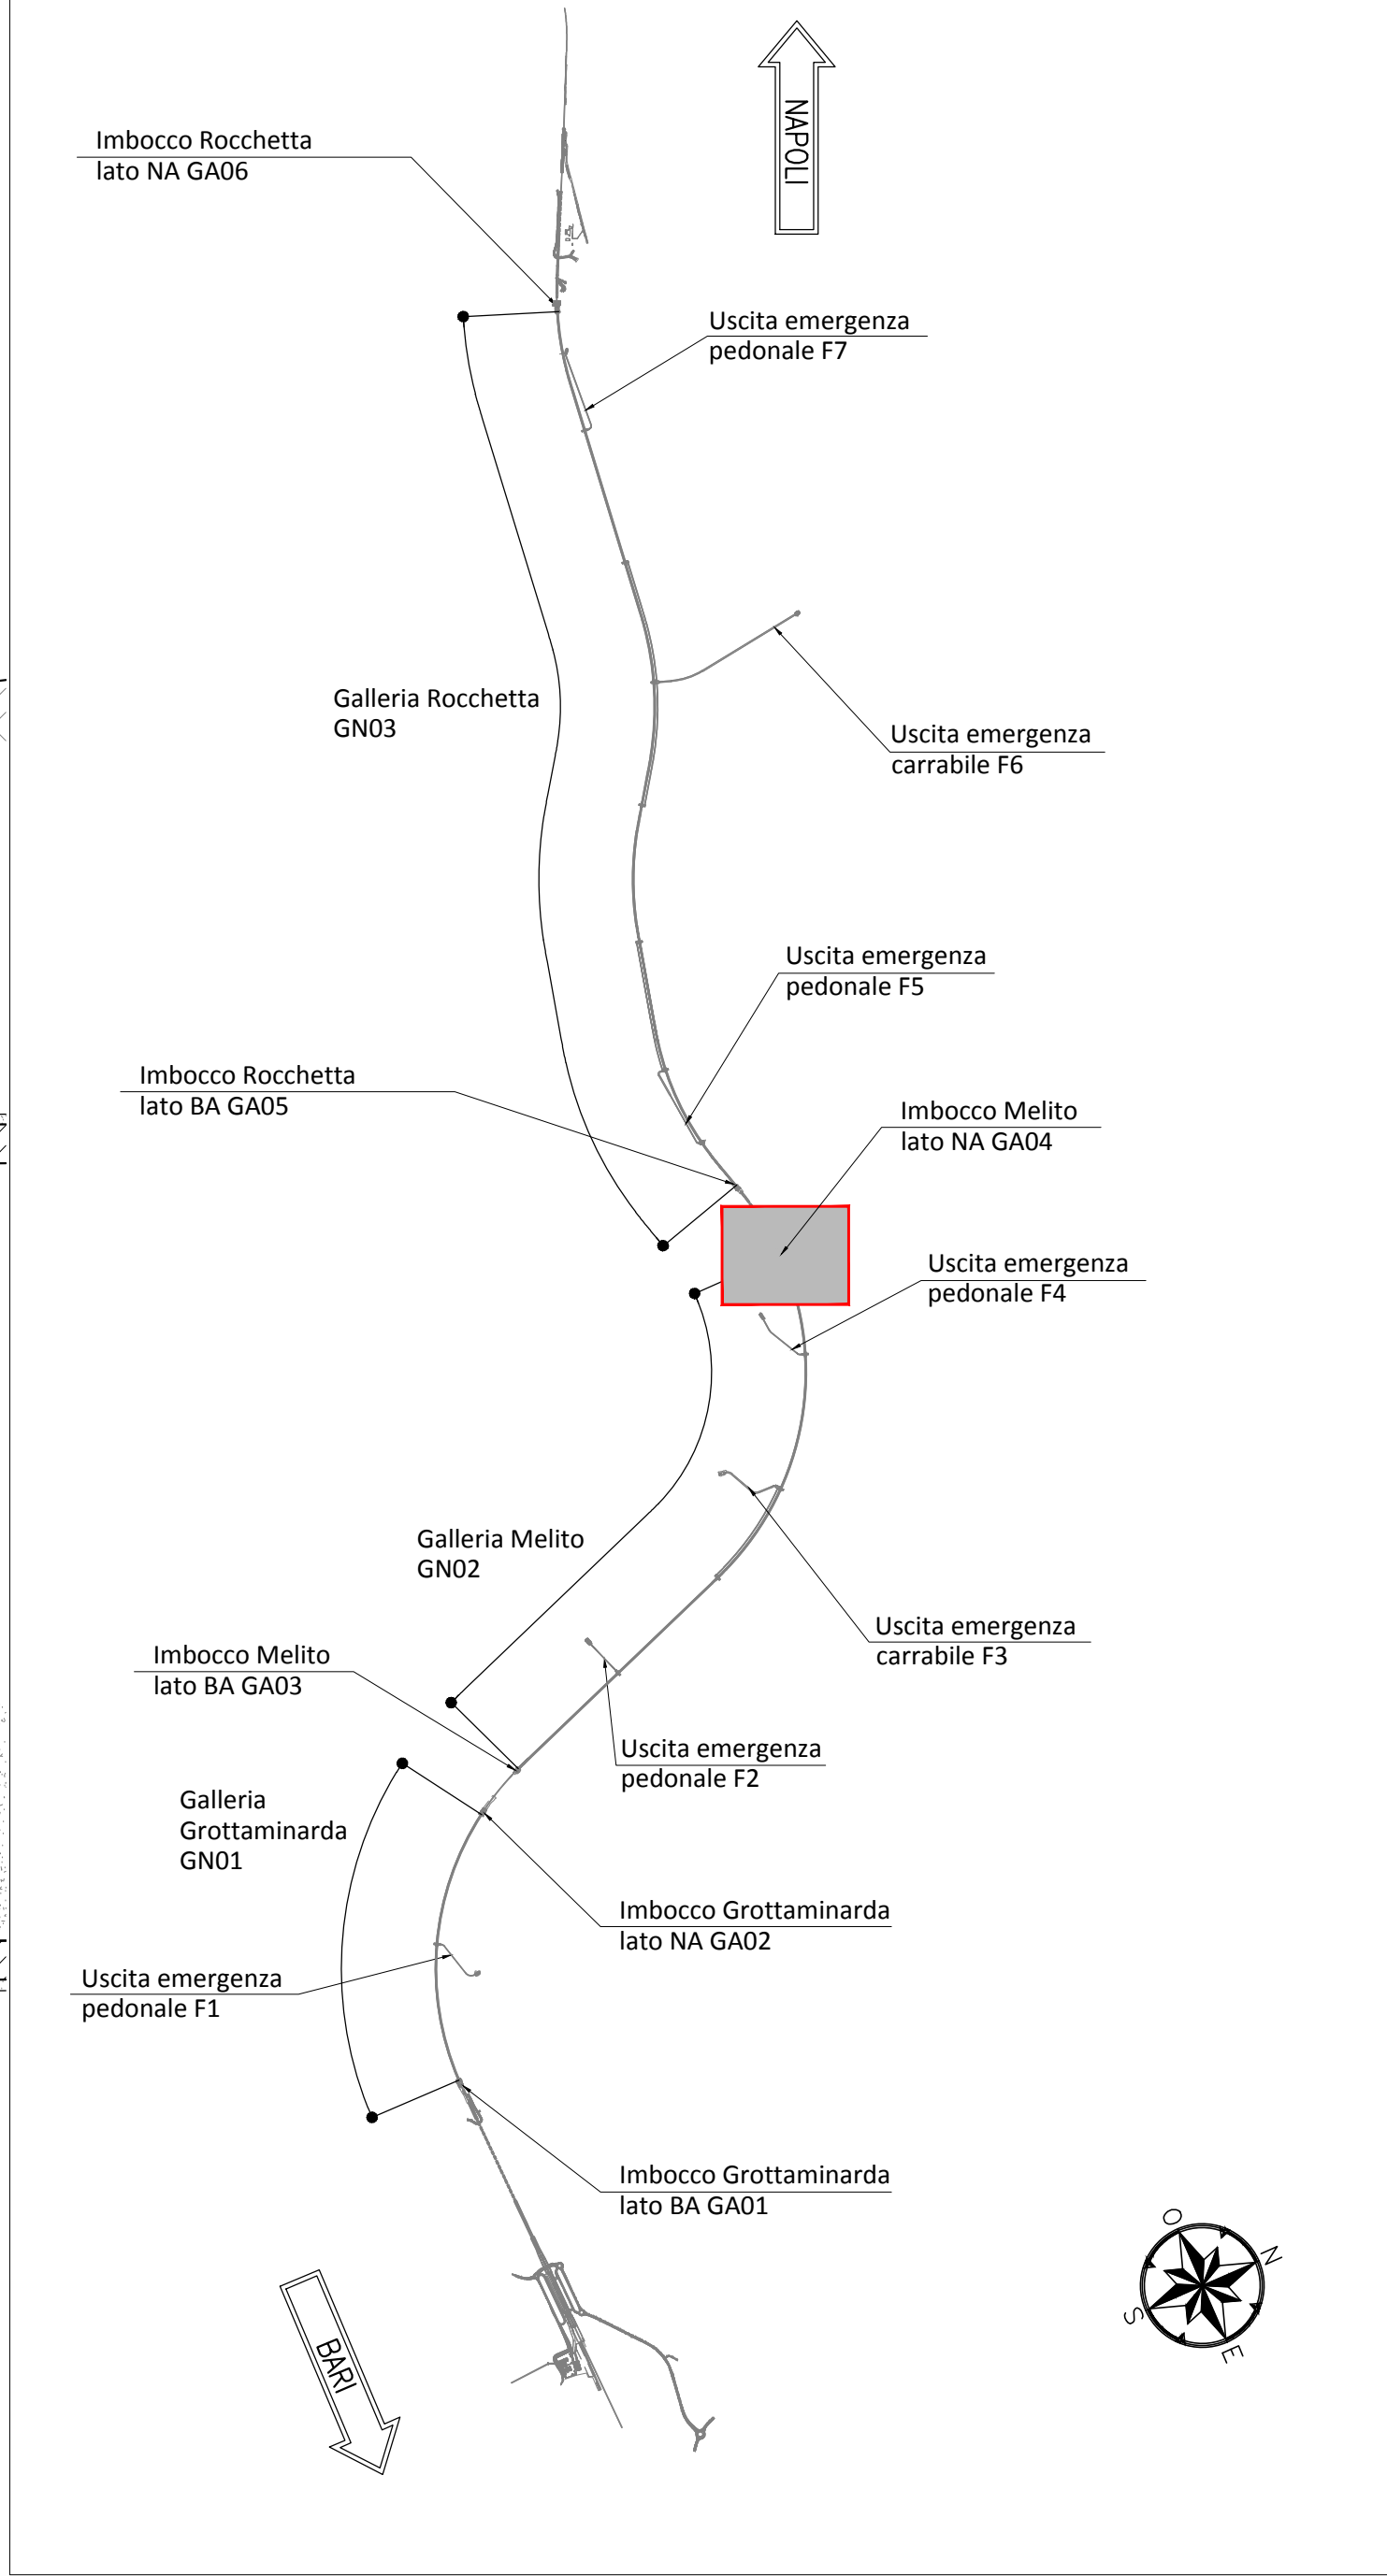 NAPOLI
Imbocco Rocchetta
lato NA GA06
Uscita emergenza
pedonale F7
Galleria Rocchetta
GN03
Uscita emergenza
carrabile F6
Uscita emergenza
pedonale F5
Imbocco Rocchetta
lato BA GA05
Imbocco Melito
lato NA GA04
Uscita emergenza
pedonale F4
Galleria Melito
GN02
Uscita emergenza
carrabile F3
Imbocco Melito
lato BA GA03
Uscita emergenza
pedonale F2
Galleria
Grottaminarda
GN01
Imbocco Grottaminarda
lato NA GA02
Uscita emergenza
pedonale F1
Imbocco Grottaminarda
lato BA GA01
O
N
S
E
BARI